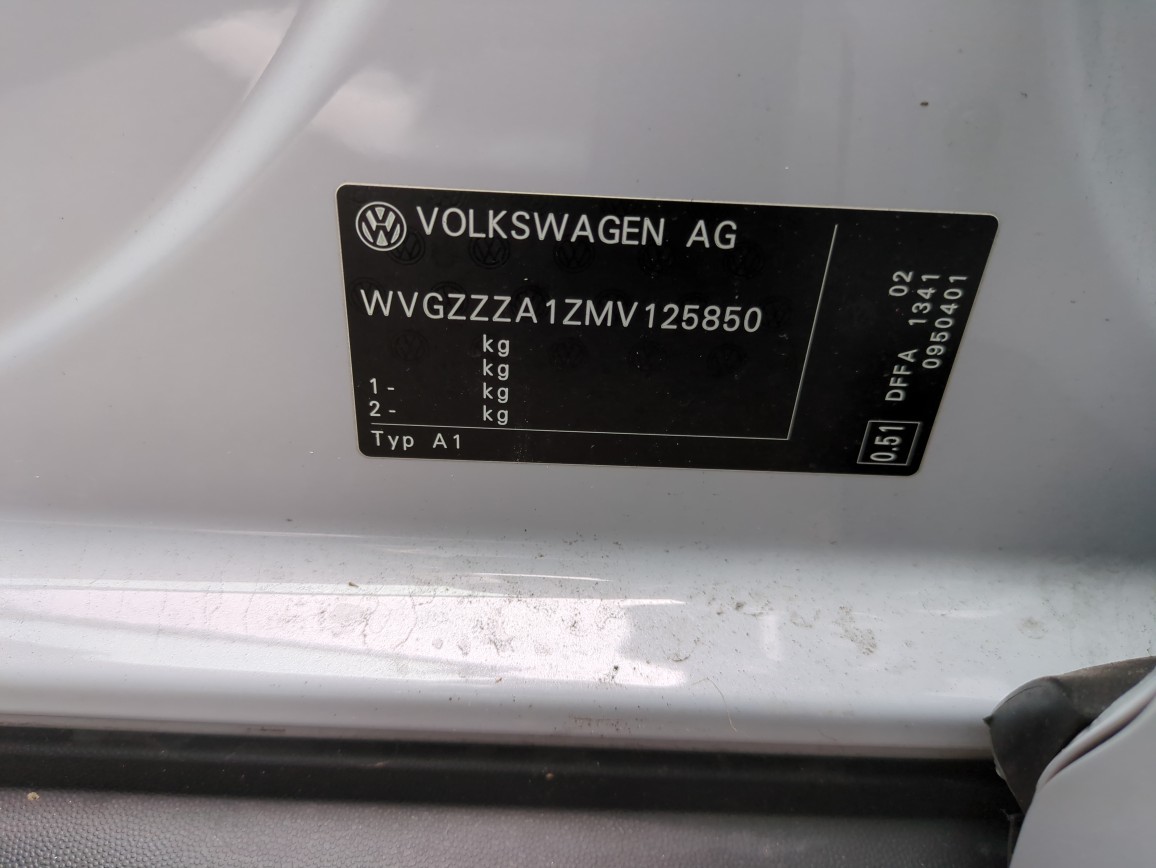 VOLKSWAGEN AG
WVGZZZA1ZMV125850
kg
kg
1- kg
2- kg
Typ A1
02
DFFA 1341
0950401
0.51